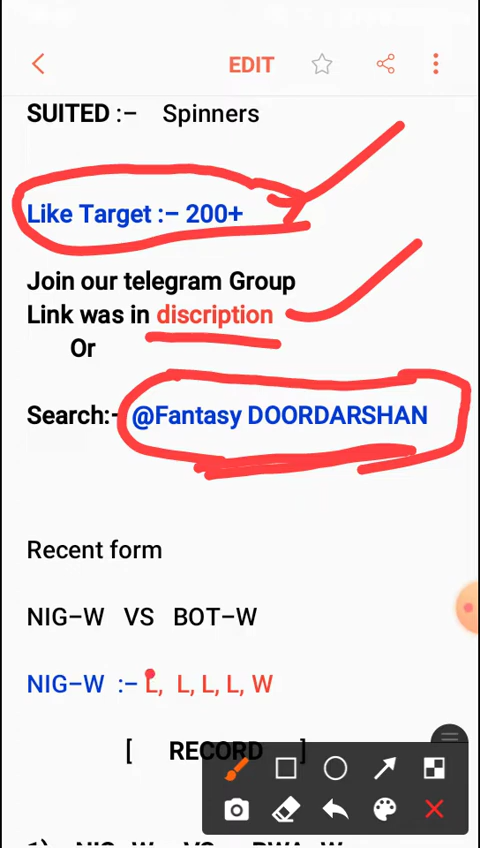 EDIT
SUITED :– Spinners
Like Target :– 200+
Join our telegram Group
Link was in discription
Or
Search:- @Fantasy DOORDARSHAN
Recent form
NIG–W VS BOT–W
NIG–W :– L, L, L, L, W
[ RECORD ]